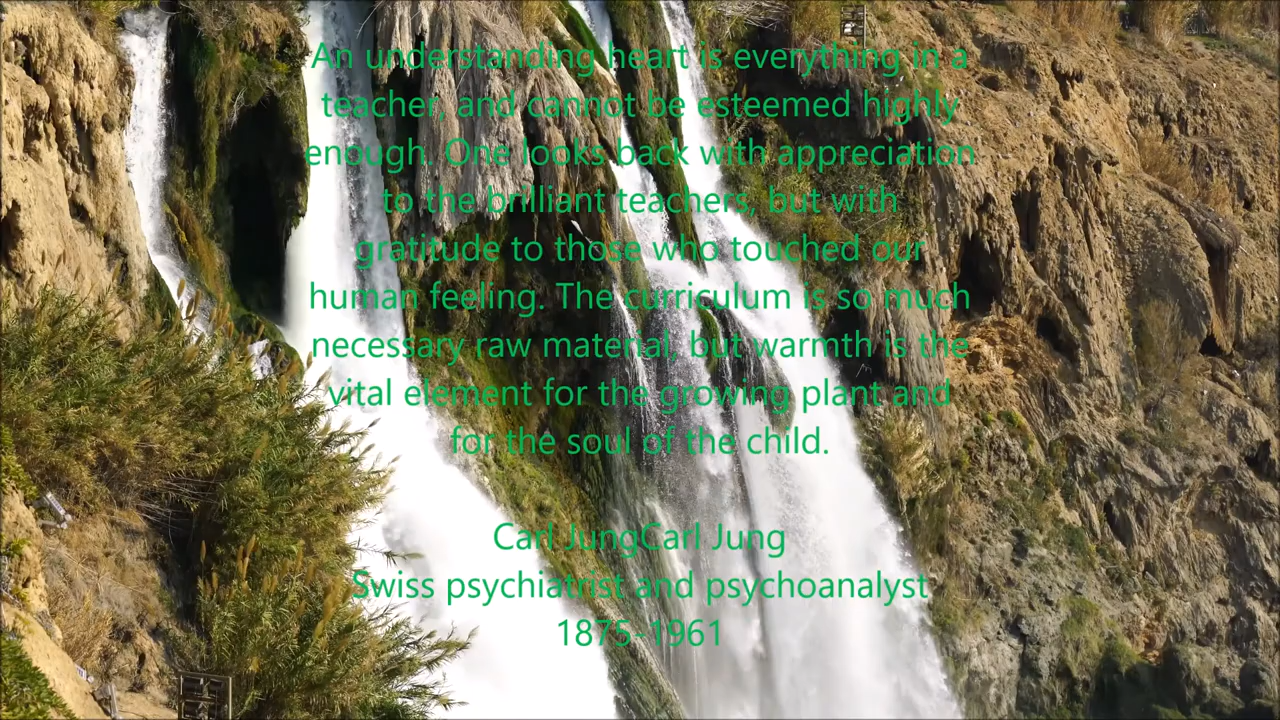 An understanding heart is everything in a
teacher, and cannot be esteemed highly
enough. One looks back with appreciation
to the brilliant teachers, but with
gratitude to those who touched our
human feeling. The curriculum is so much
necessary raw material, but warmth is the
vital element for the growing plant and
for the soul of the child.
Carl JungCarl Jung
Swiss psychiatrist and psychoanalyst
1875-1961